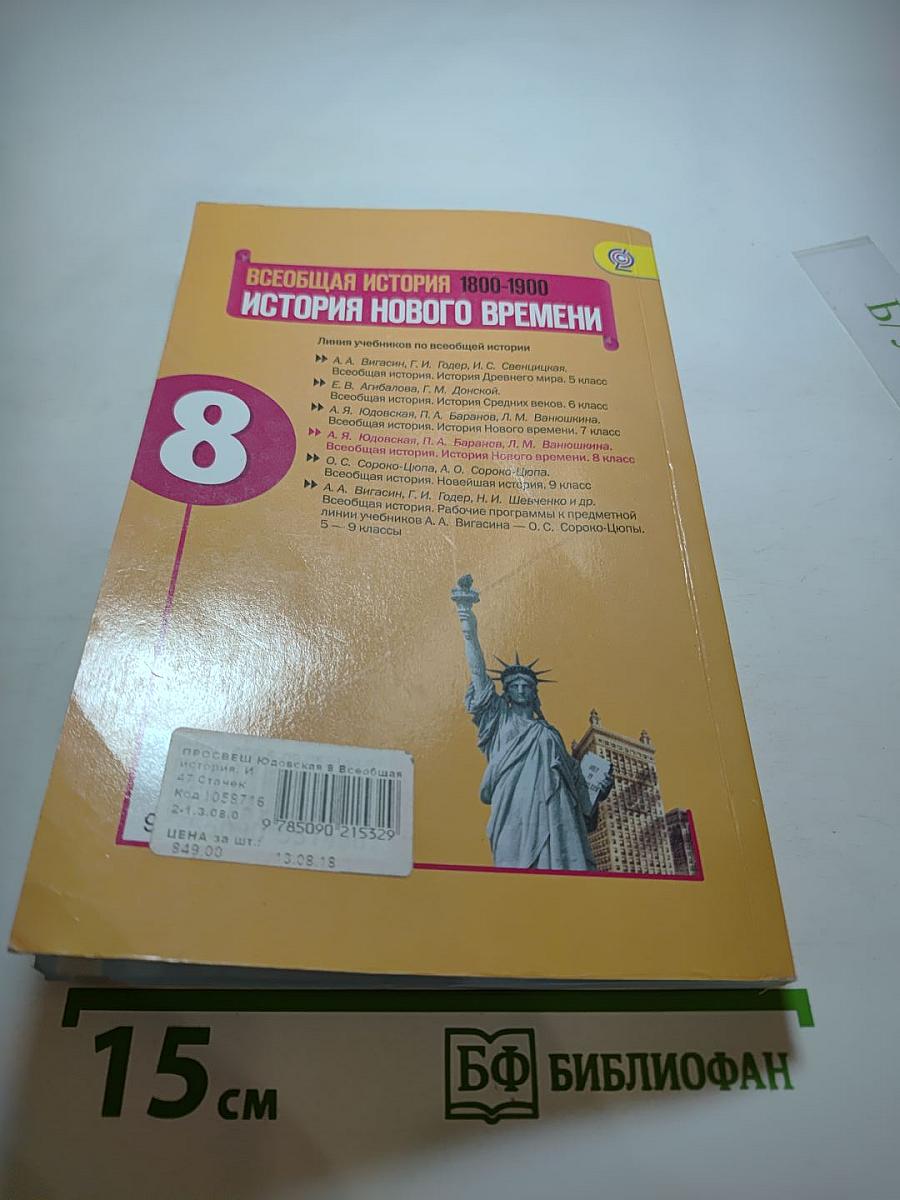 ВСЕОБЩАЯ ИСТОРИЯ 1800-1900
ИСТОРИЯ НОВОГО ВРЕМЕНИ
Линия учебников по всеобщей истории
А. А. Вигасин, Г. И. Годер, И. С. Свенцицкая.
Всеобщая история. История Древнего мира. 5 класс
Е. В. Агибалова, Г. М. Донской.
Всеобщая история. История Средних веков. 6 класс
А. Я. Юдовская, П. А. Баранов, Л. М. Ванюшкина.
Всеобщая история. История Нового времени. 7 класс
А. Я. Юдовская, П. А. Баранов, Л. М. Ванюшкина.
Всеобщая история. История Нового времени. 8 класс
О. С. Сороко-Цюпа, А. О. Сороко-Цюпа.
Всеобщая история. Новейшая история. 9 класс
А. А. Вигасин, Г. И. Годер, Н. И. Шевченко и др.
Всеобщая история. Рабочие программы к предметной
линии учебников А. А. Вигасина — О. С. Сороко-Цюпы.
5 — 9 классы
8
ПРОСВЕЩ Юдовская 8 Всеобщая
история. И
47 Стачек
Код 1058716
2-1.3.08.0
9 785090 215329
ЦЕНА за шт.:
849.00
13.08.18
9
15 см
БФ БИБЛИОФАН